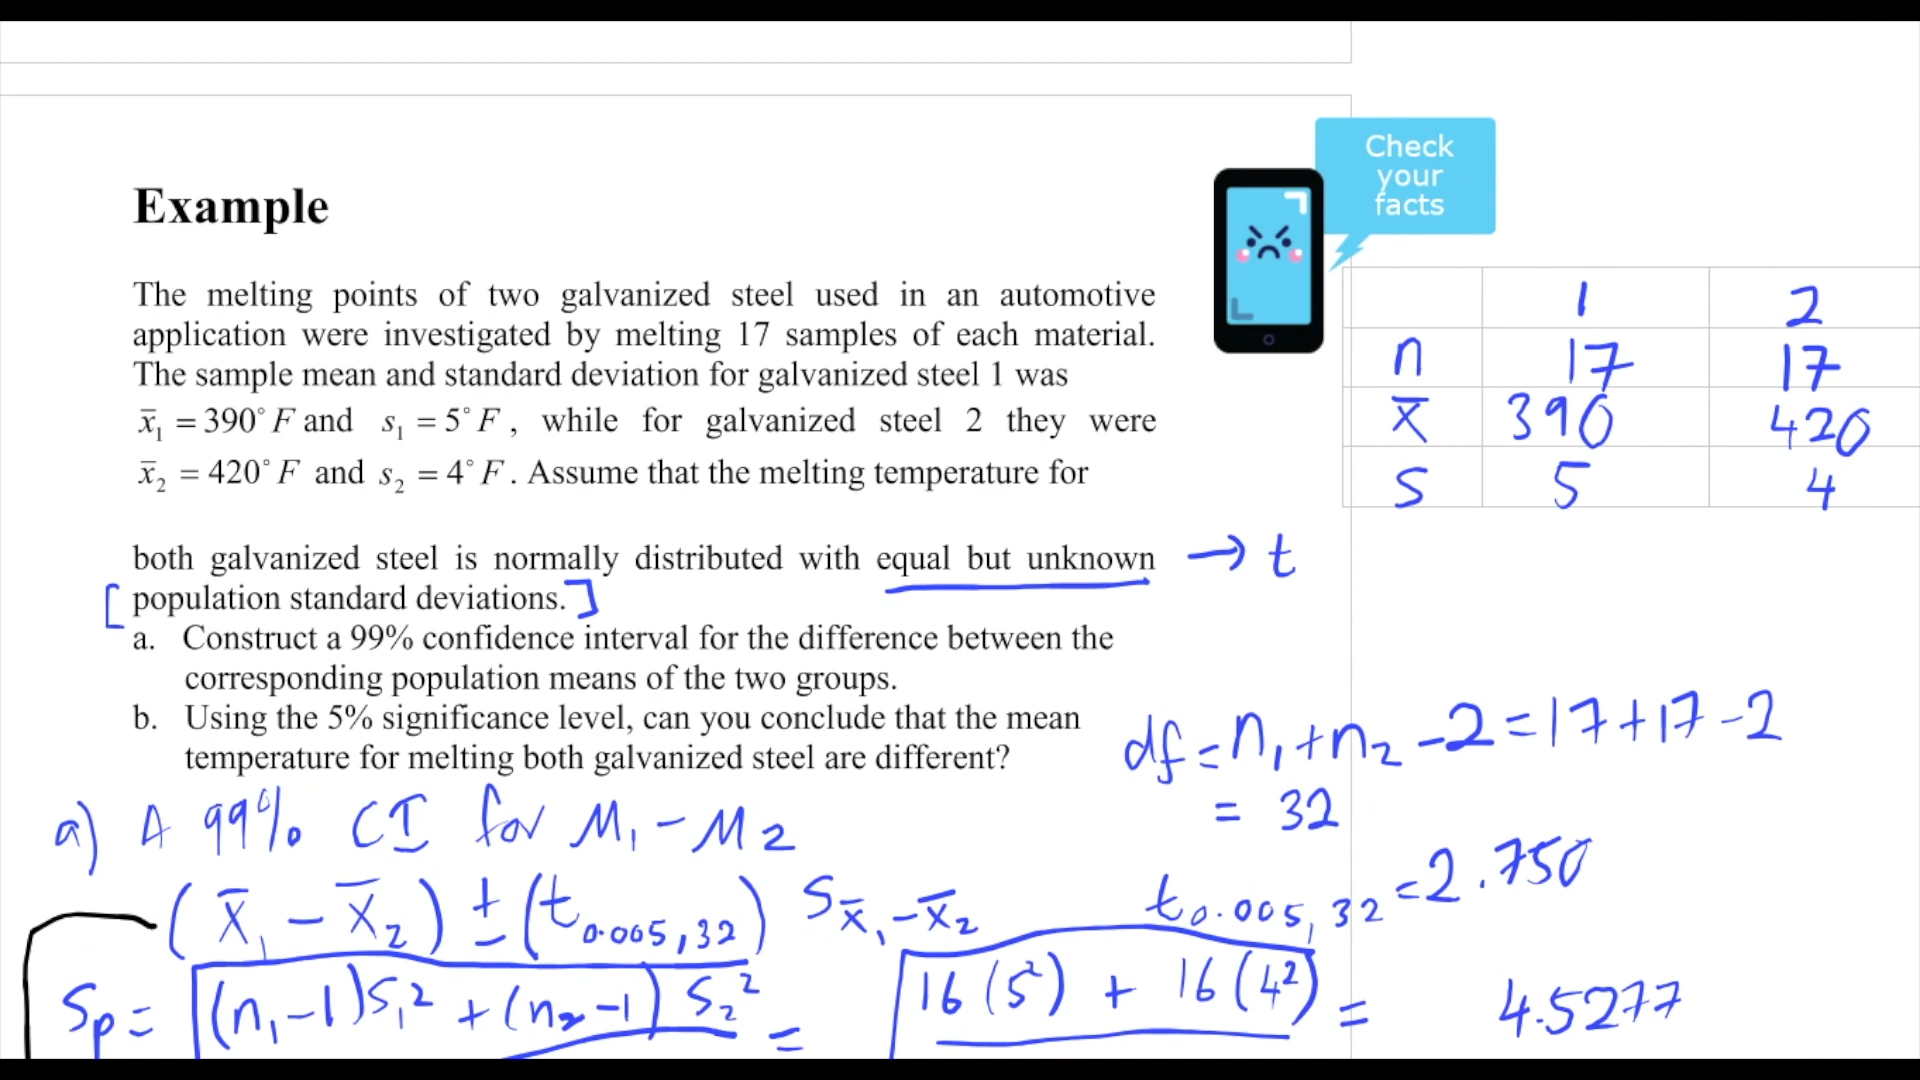 Check
your
facts
Example
1 2
n 17 17
x̄ 390 420
S 5 4
The melting points of two galvanized steel used in an automotive
application were investigated by melting 17 samples of each material.
The sample mean and standard deviation for galvanized steel 1 was
x̄₁ = 390° F and s₁ = 5° F , while for galvanized steel 2 they were
x̄₂ = 420° F and s₂ = 4° F . Assume that the melting temperature for
both galvanized steel is normally distributed with equal but unknown → t
[ population standard deviations. ]
a. Construct a 99% confidence interval for the difference between the
corresponding population means of the two groups.
b. Using the 5% significance level, can you conclude that the mean
temperature for melting both galvanized steel are different?
df = n₁ + n₂ - 2 = 17 + 17 - 2
= 32
a) A 99% CI for M₁ - M₂
t0.005, 32 = 2.750
(x̄₁ - x̄₂) ± (t0.005, 32) Sx̄₁ - x̄₂
Sp = √(n₁-1)S₁² + (n₂-1) S₂² = √16(5²) + 16(4²) = 4.5277